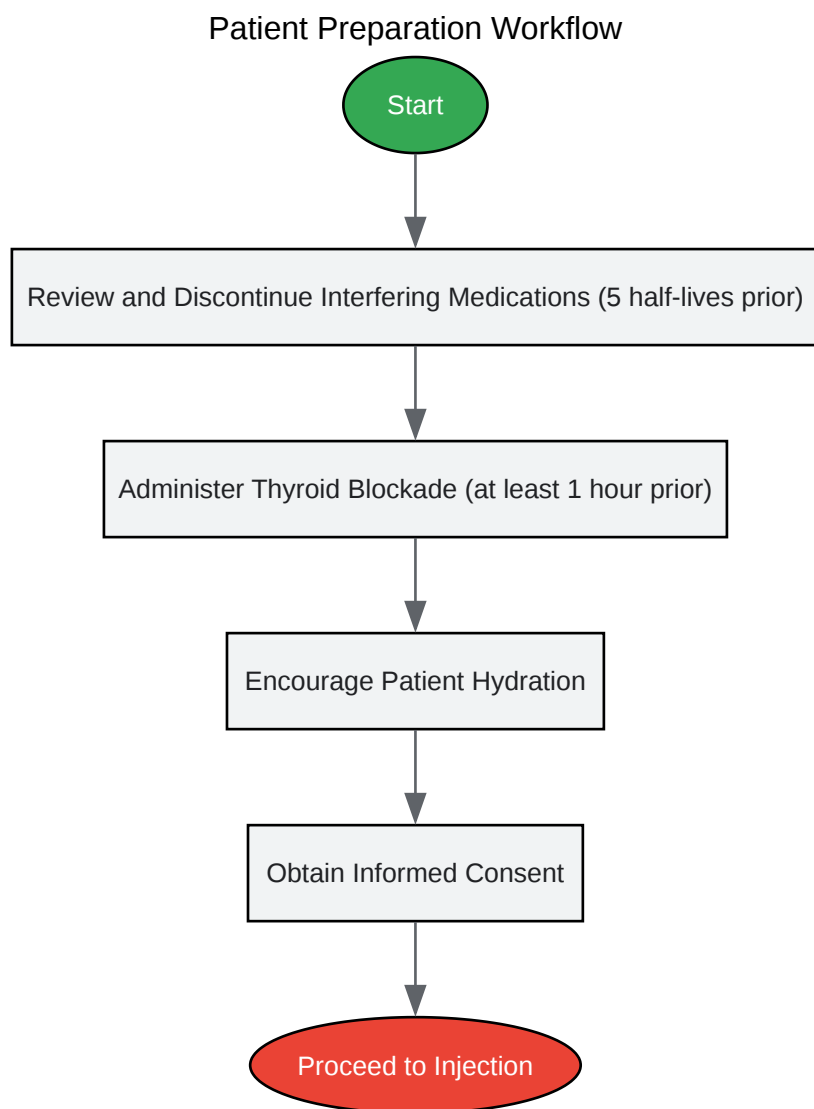 Patient Preparation Workflow
Start
Review and Discontinue Interfering Medications (5 half-lives prior)
Administer Thyroid Blockade (at least 1 hour prior)
Encourage Patient Hydration
Obtain Informed Consent
Proceed to Injection